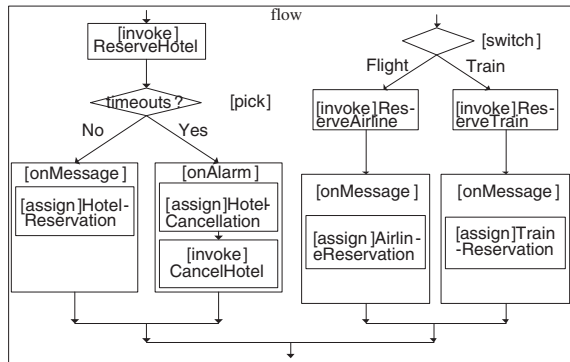 flow
[invoke]
ReserveHotel
timeouts?
[pick]
No
Yes
[onMessage]
[assign]Hotel-
Reservation
[onAlarm]
[assign]Hotel-
Cancellation
[invoke]
CancelHotel
[switch]
Flight
Train
[invoke]Res
erveAirline
[invoke]Res
erveTrain
[onMessage]
[assign]Airlin-
eReservation
[onMessage]
[assign]Train
-Reservation